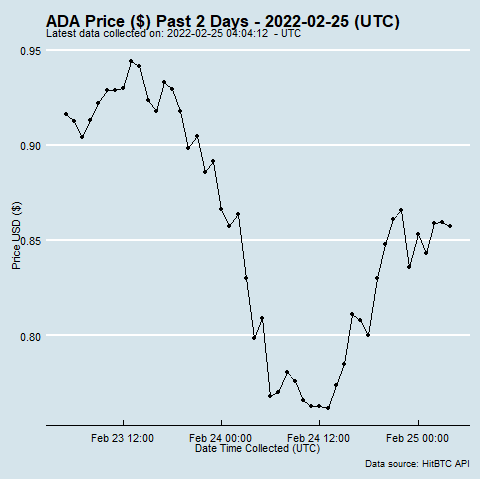 ADA Price ($) Past 2 Days - 2022-02-25 (UTC)
Latest data collected on: 2022-02-25 04:04:12 - UTC
0.95
0.90
0.85
0.80
Price USD ($)
Feb 23 12:00 Feb 24 00:00 Feb 24 12:00 Feb 25 00:00
Date Time Collected (UTC)
Data source: HitBTC API